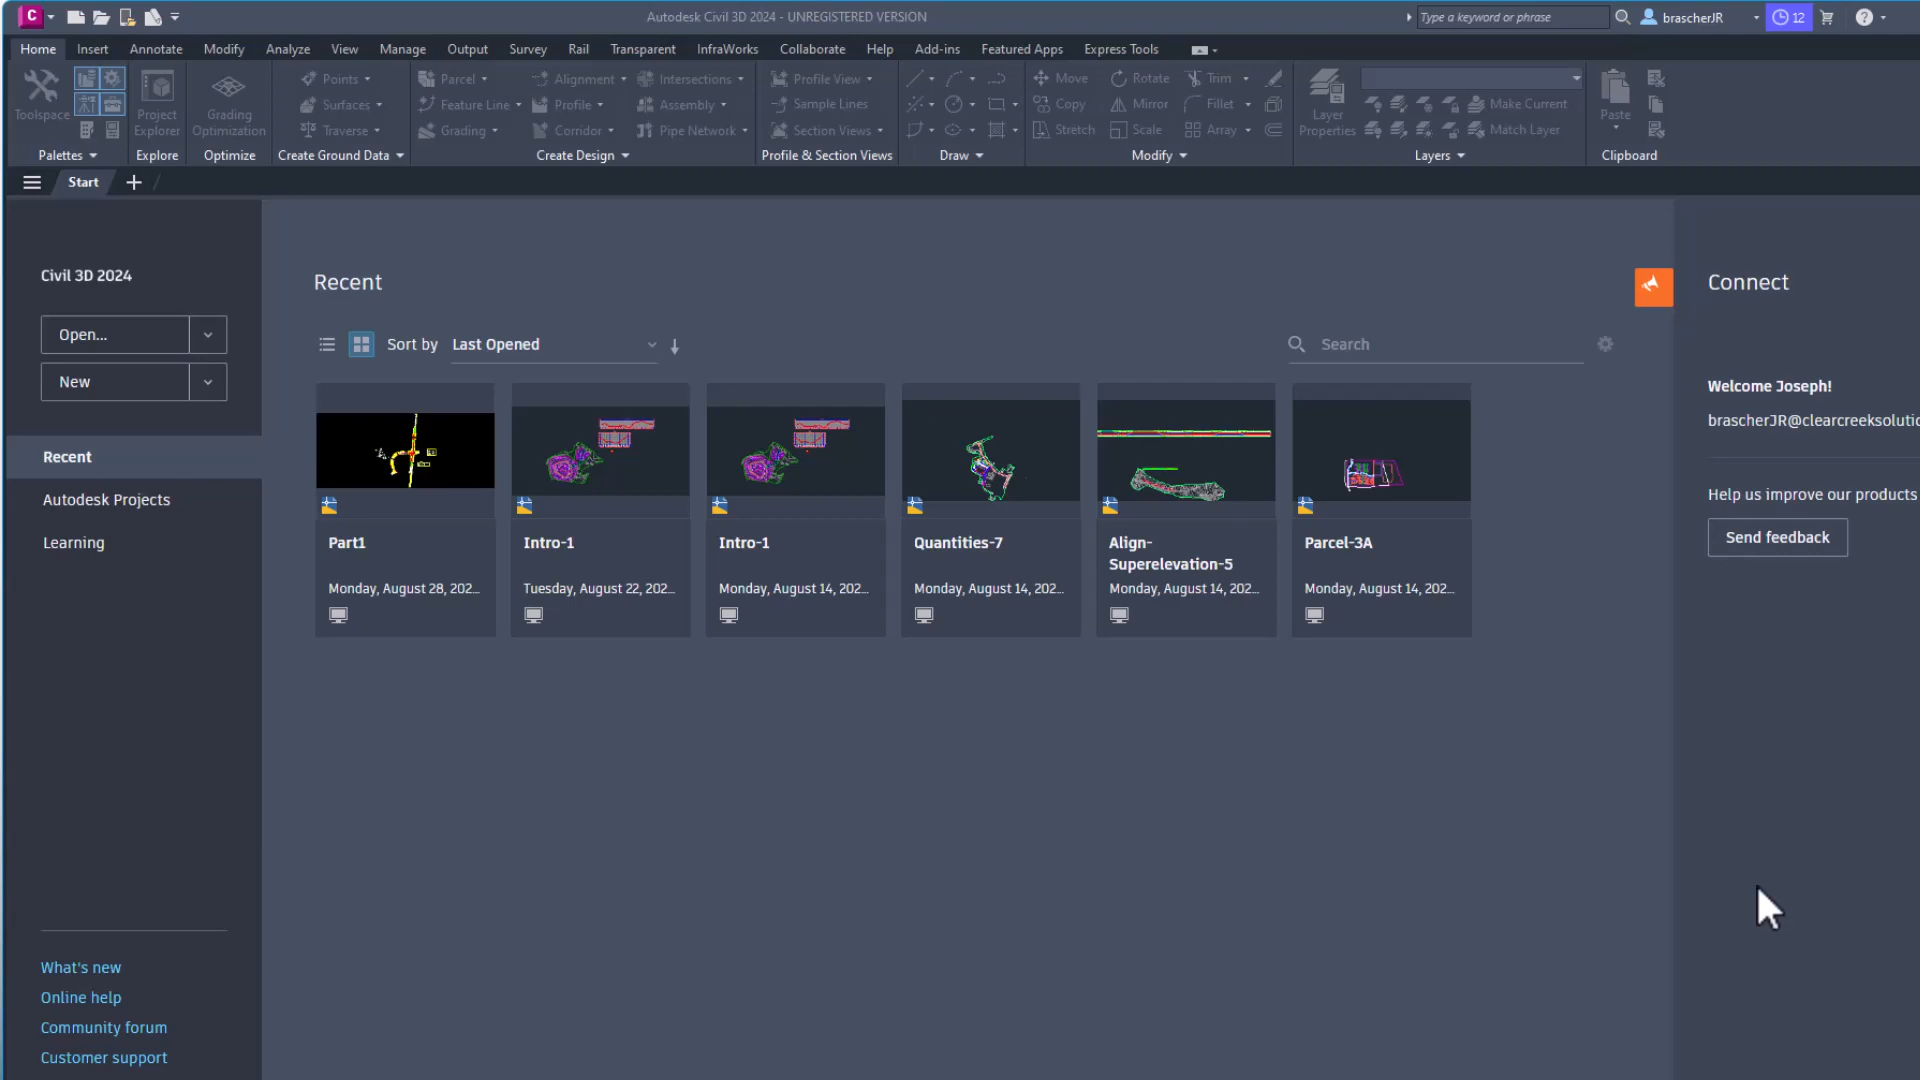 C
Autodesk Civil 3D 2024 - UNREGISTERED VERSION
Type a keyword or phrase
brascherJR
12
?
Home Insert Annotate Modify Analyze View Manage Output Survey Rail Transparent InfraWorks Collaborate Help Add-ins Featured Apps Express Tools
Toolspace
Palettes
Project
Explorer
Explore
Grading
Optimization
Optimize
Points
Surfaces
Traverse
Create Ground Data
Parcel Alignment Intersections
Feature Line Profile Assembly
Grading Corridor Pipe Network
Create Design
Profile View
Sample Lines
Section Views
Profile & Section Views
Draw
Move Rotate Trim
Copy Mirror Fillet
Stretch Scale Array
Modify
Layer
Properties
Make Current
Match Layer
Layers
Paste
Clipboard
Start
Civil 3D 2024
Open...
New
Recent
Autodesk Projects
Learning
What's new
Online help
Community forum
Customer support
Recent
Sort by Last Opened
Search
Part1
Monday, August 28, 202...
Intro-1
Tuesday, August 22, 202...
Intro-1
Monday, August 14, 202...
Quantities-7
Monday, August 14, 202...
Align-
Superelevation-5
Monday, August 14, 202...
Parcel-3A
Monday, August 14, 202...
Connect
Welcome Joseph!
brascherJR@clearcreeksolutio
Help us improve our products
Send feedback